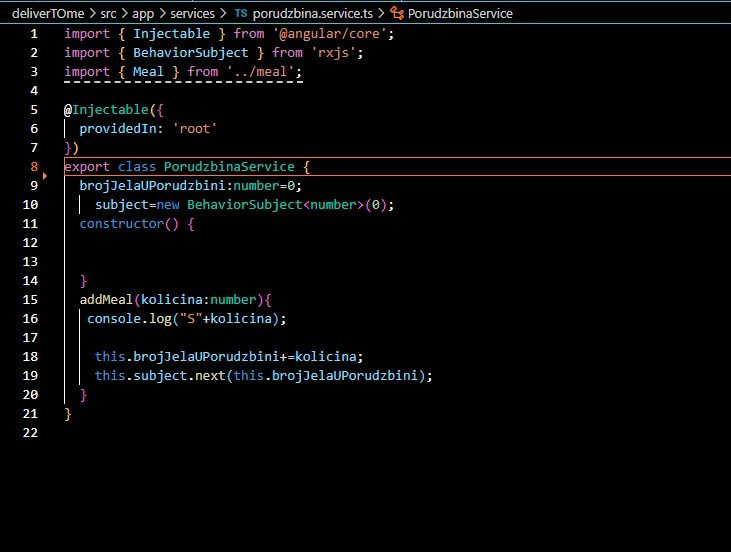 deliverTOme > src > app > services > TS porudzbina.service.ts > PorudzbinaService
1 import { Injectable } from '@angular/core';
2 import { BehaviorSubject } from 'rxjs';
3 import { Meal } from '../meal';
4
5 @Injectable({
6   providedIn: 'root'
7 })
8 export class PorudzbinaService {
9   brojJelaUPorudzbini:number=0;
10     subject=new BehaviorSubject<number>(0);
11   constructor() {
12
13
14   }
15   addMeal(kolicina:number){
16    console.log("S"+kolicina);
17
18     this.brojJelaUPorudzbini+=kolicina;
19     this.subject.next(this.brojJelaUPorudzbini);
20   }
21 }
22